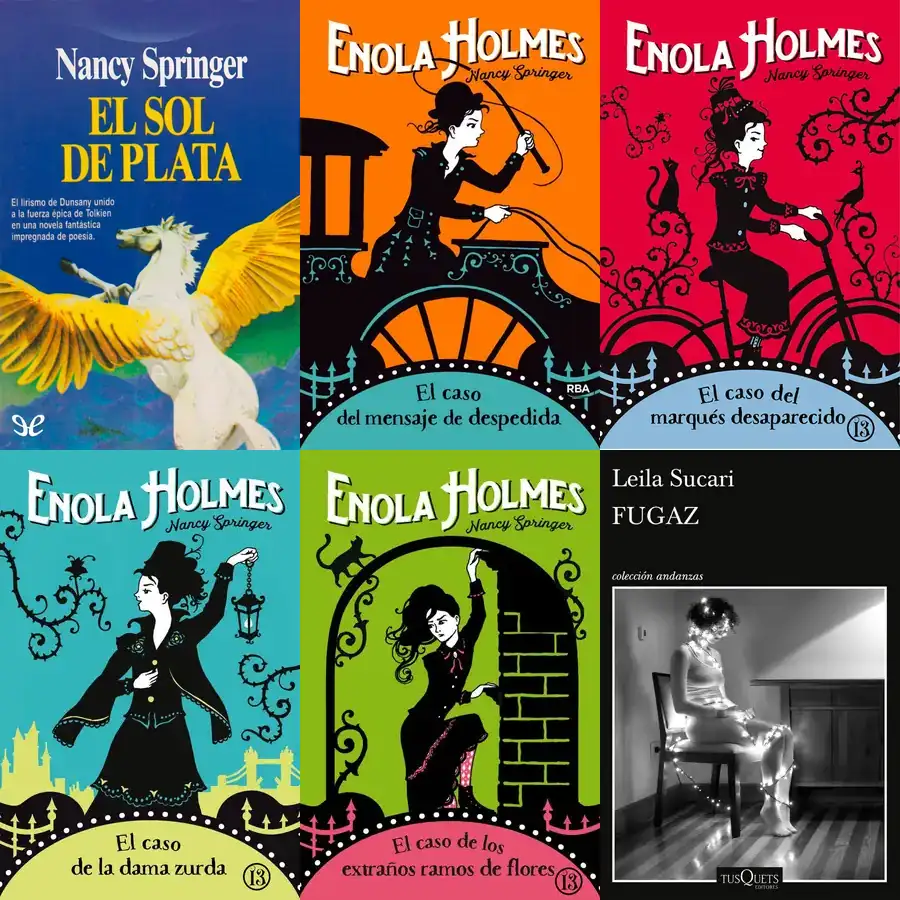 Nancy Springer
EL SOL
DE PLATA
El lirismo de Dunsany unido
a la fuerza épica de Tolkien
en una novela fantástica
impregnada de poesía.
ENOLA HOLMES
Nancy Springer
RBA
El caso
del mensaje de despedida
ENOLA HOLMES
Nancy Springer
El caso del
marqués desaparecido
13
ENOLA HOLMES
Nancy Springer
El caso
de la dama zurda
13
ENOLA HOLMES
Nancy Springer
El caso de los
extraños ramos de flores
13
Leila Sucari
FUGAZ
colección andanzas
TUSQUETS
EDITORES